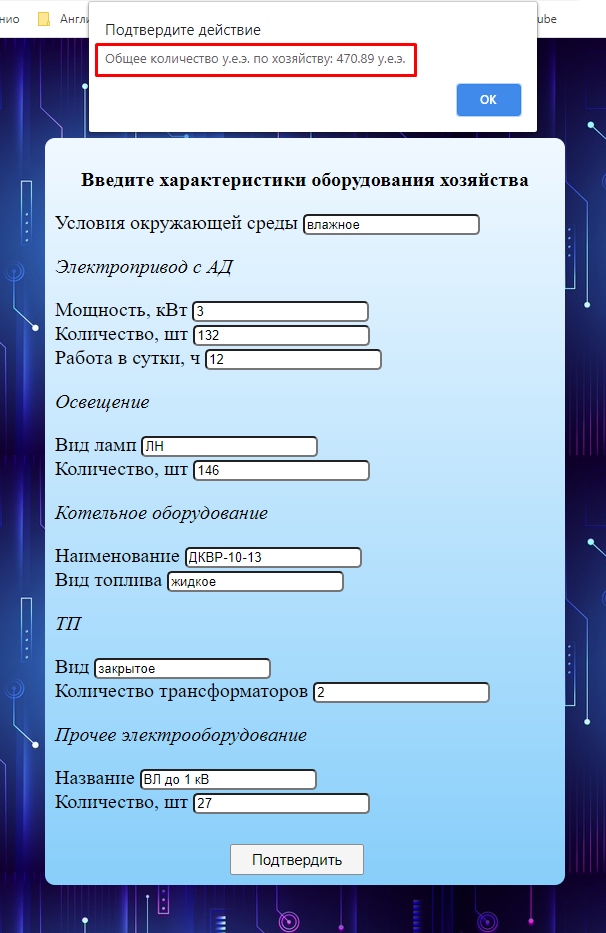 нио
Англи
ube
Подтвердите действие
Общее количество у.е.э. по хозяйству: 470.89 у.е.э.
OK
Введите характеристики оборудования хозяйства
Условия окружающей среды влажное
Электропривод с АД
Мощность, кВт 3
Количество, шт 132
Работа в сутки, ч 12
Освещение
Вид ламп ЛН
Количество, шт 146
Котельное оборудование
Наименование ДКВР-10-13
Вид топлива жидкое
ТП
Вид закрытое
Количество трансформаторов 2
Прочее электрооборудование
Название ВЛ до 1 кВ
Количество, шт 27
Подтвердить